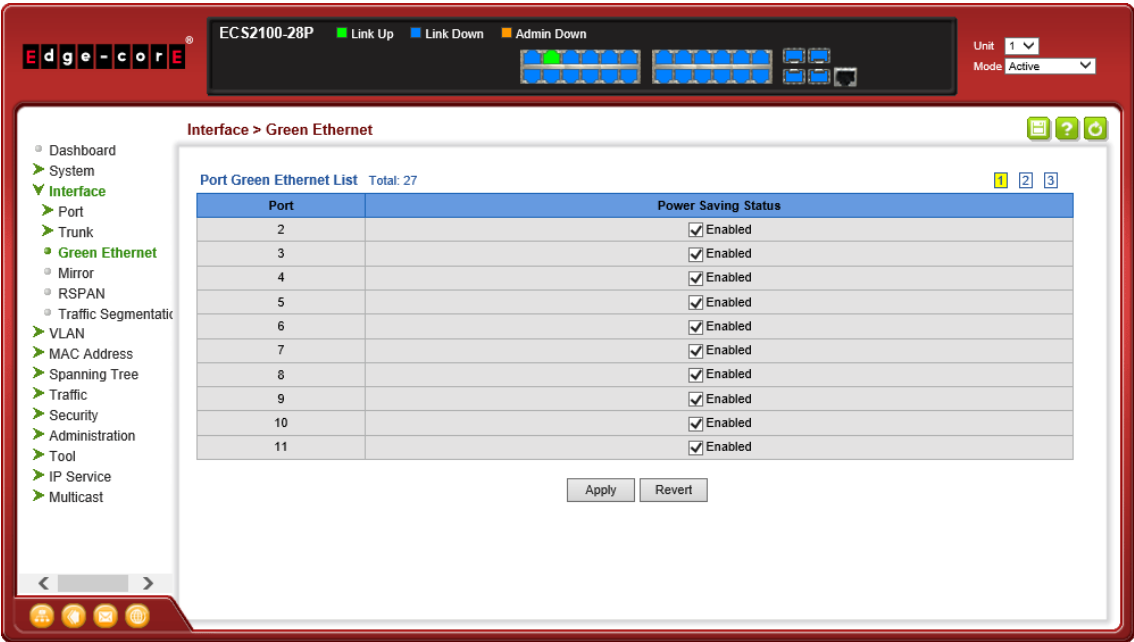 Edge-corE ®
ECS2100-28P Link Up Link Down Admin Down
Unit 1
Mode Active
Interface > Green Ethernet
?
Dashboard
System
Interface
Port
Trunk
Green Ethernet
Mirror
RSPAN
Traffic Segmentatic
VLAN
MAC Address
Spanning Tree
Traffic
Security
Administration
Tool
IP Service
Multicast
Port Green Ethernet List Total: 27
1 2 3
Port Power Saving Status
2 Enabled
3 Enabled
4 Enabled
5 Enabled
6 Enabled
7 Enabled
8 Enabled
9 Enabled
10 Enabled
11 Enabled
Apply Revert